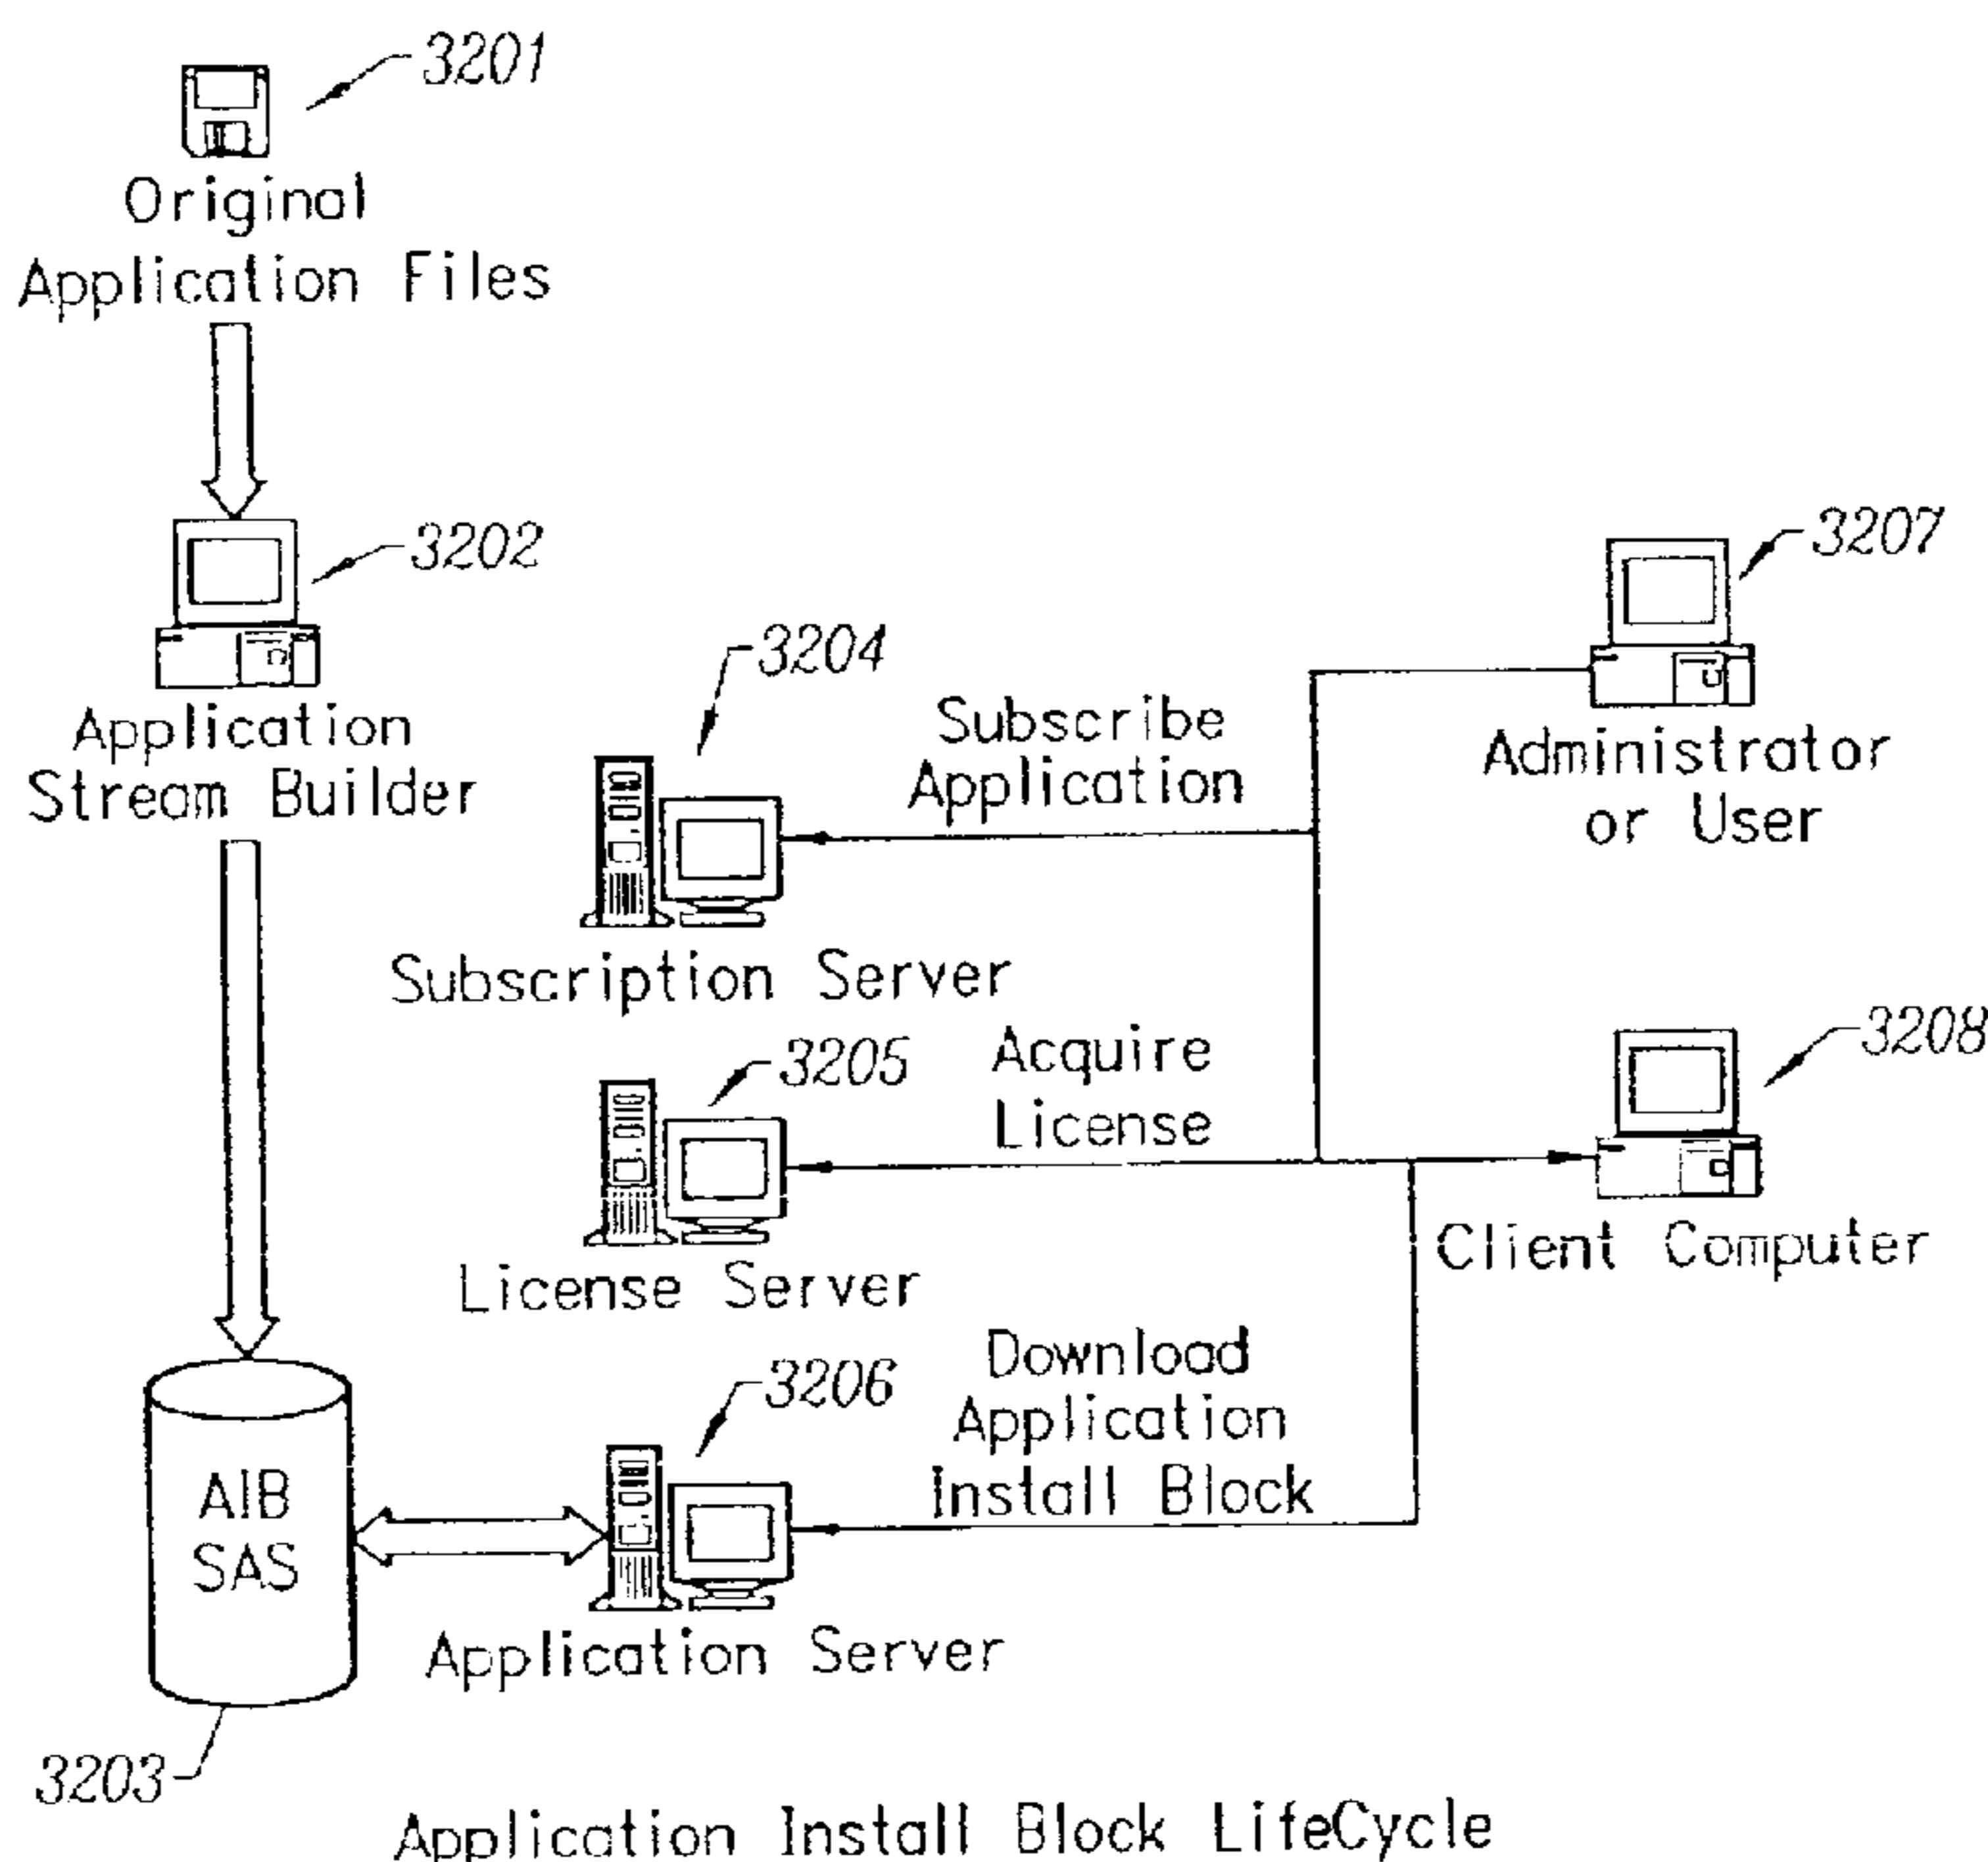 3201
Original
Application Files
3202
Application
Stream Builder
3204
Subscribe
Application
3207
Administrator
or User
Subscription Server
3205
Acquire
License
3208
Client Computer
License Server
3206
Download
Application
Install Block
AIB
SAS
Application Server
3203
Application Install Block LifeCycle